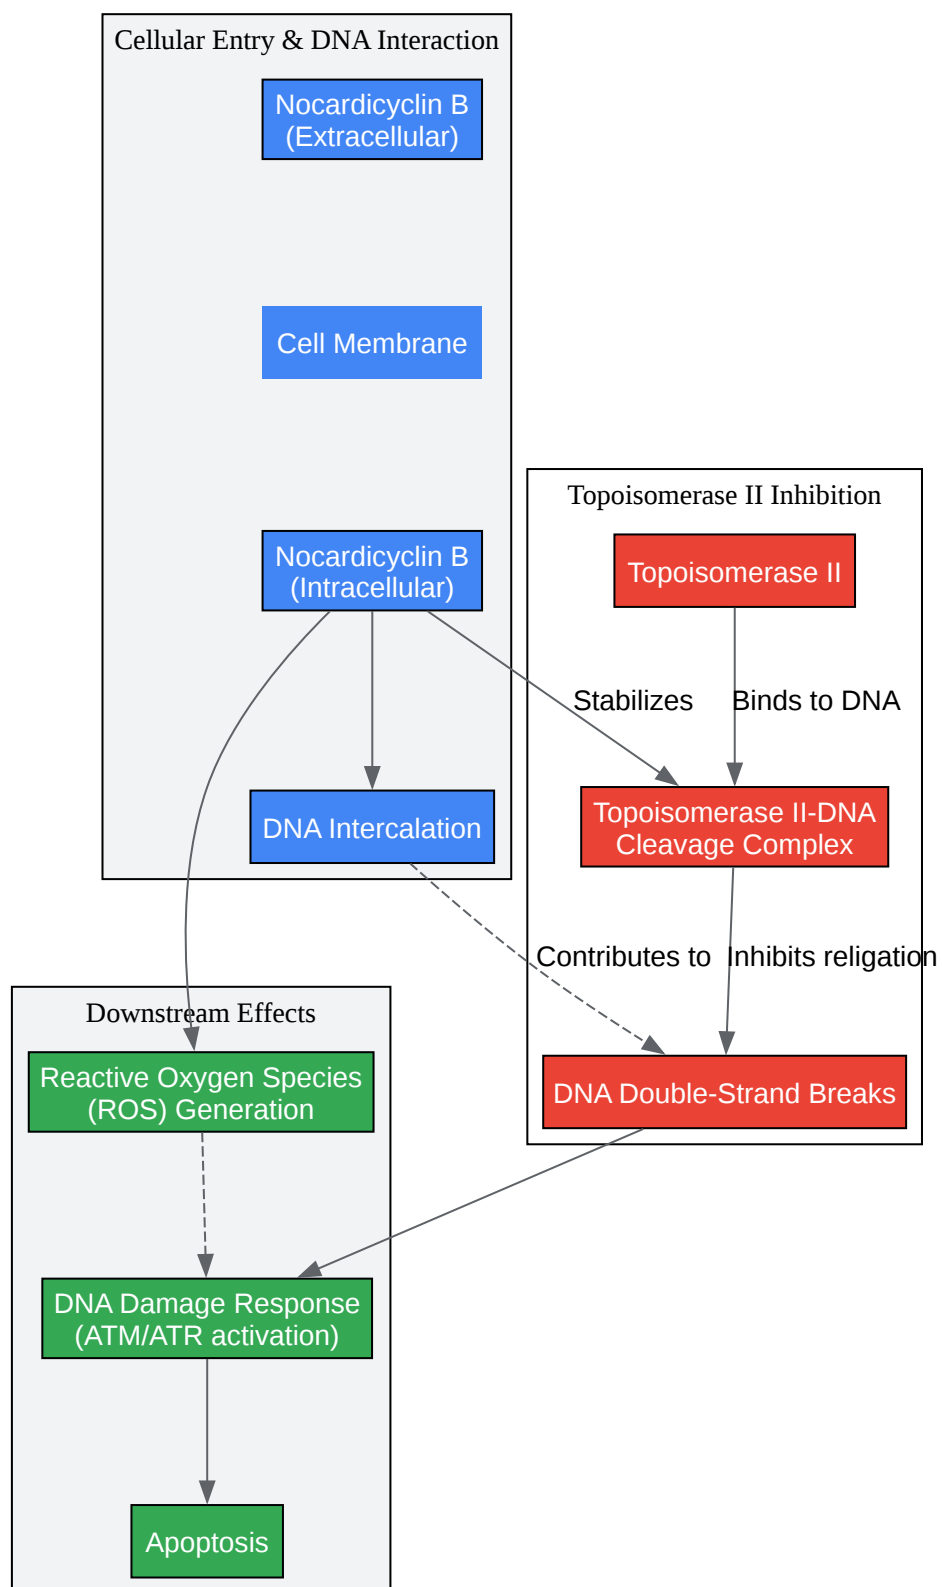 Cellular Entry & DNA Interaction
Nocardicyclin B
(Extracellular)
Cell Membrane
Topoisomerase II Inhibition
Nocardicyclin B
(Intracellular)
Topoisomerase II
Stabilizes
Binds to DNA
DNA Intercalation
Topoisomerase II-DNA
Cleavage Complex
Contributes to
Inhibits religation
Downstream Effects
Reactive Oxygen Species
(ROS) Generation
DNA Double-Strand Breaks
DNA Damage Response
(ATM/ATR activation)
Apoptosis